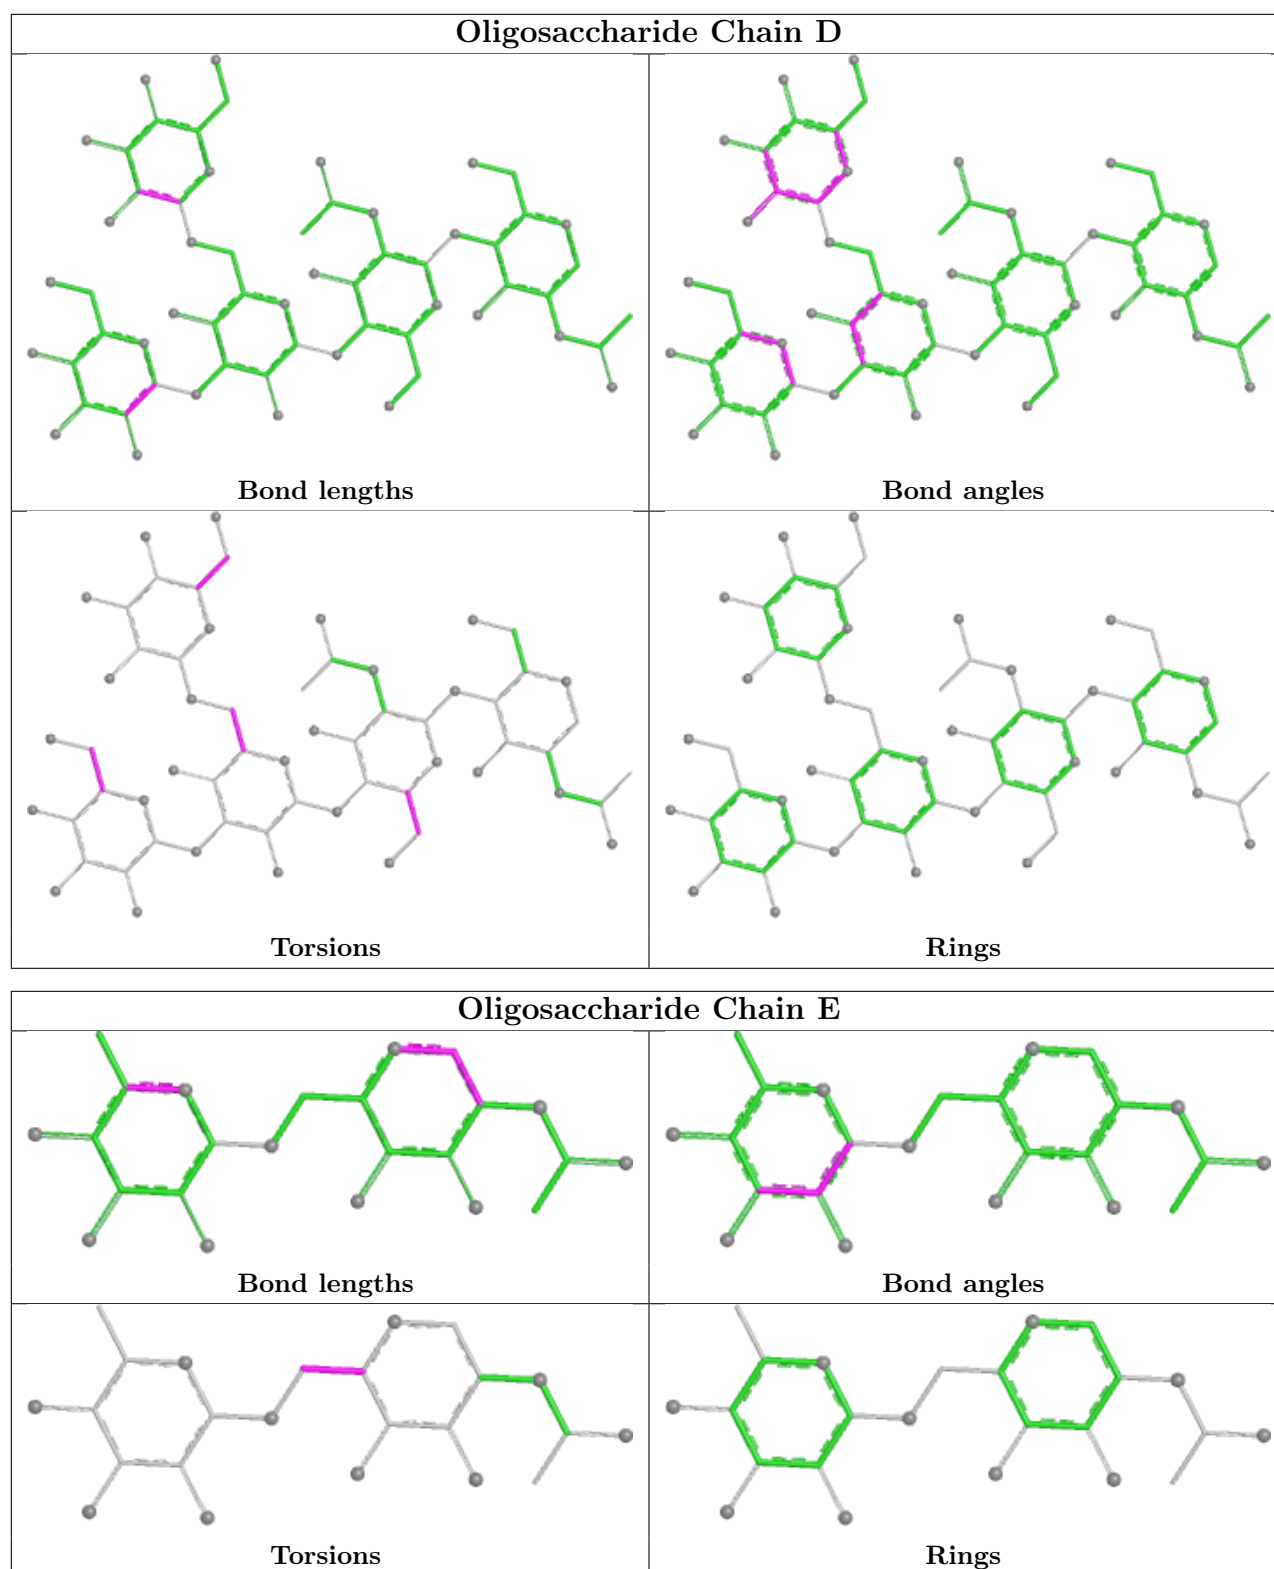 Oligosaccharide Chain D
Bond lengths
Bond angles
Torsions
Rings
Oligosaccharide Chain E
Bond lengths
Bond angles
Torsions
Rings